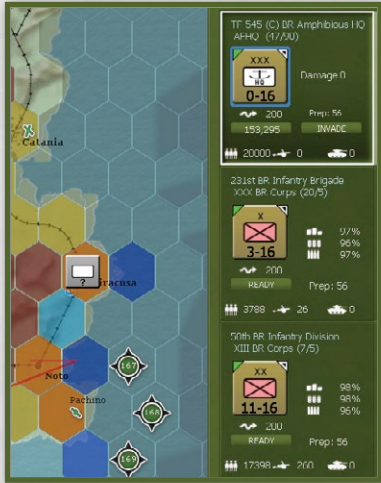 Catania
?
iracusa
Noto
Pachino
167
168
169
TF 545 (C) BR Amphibious HQ
AFHQ (47/90)
XXX
HQ
0-16
Damage 0
200
Prep: 56
153,295
INVADE
20000
0
0
231st BR Infantry Brigade
XXX BR Corps (20/5)
X
3-16
97%
96%
97%
200
READY
Prep: 56
3788
26
0
50th BR Infantry Division
XIII BR Corps (7/5)
XX
11-16
98%
98%
96%
200
READY
Prep: 56
17398
260
0